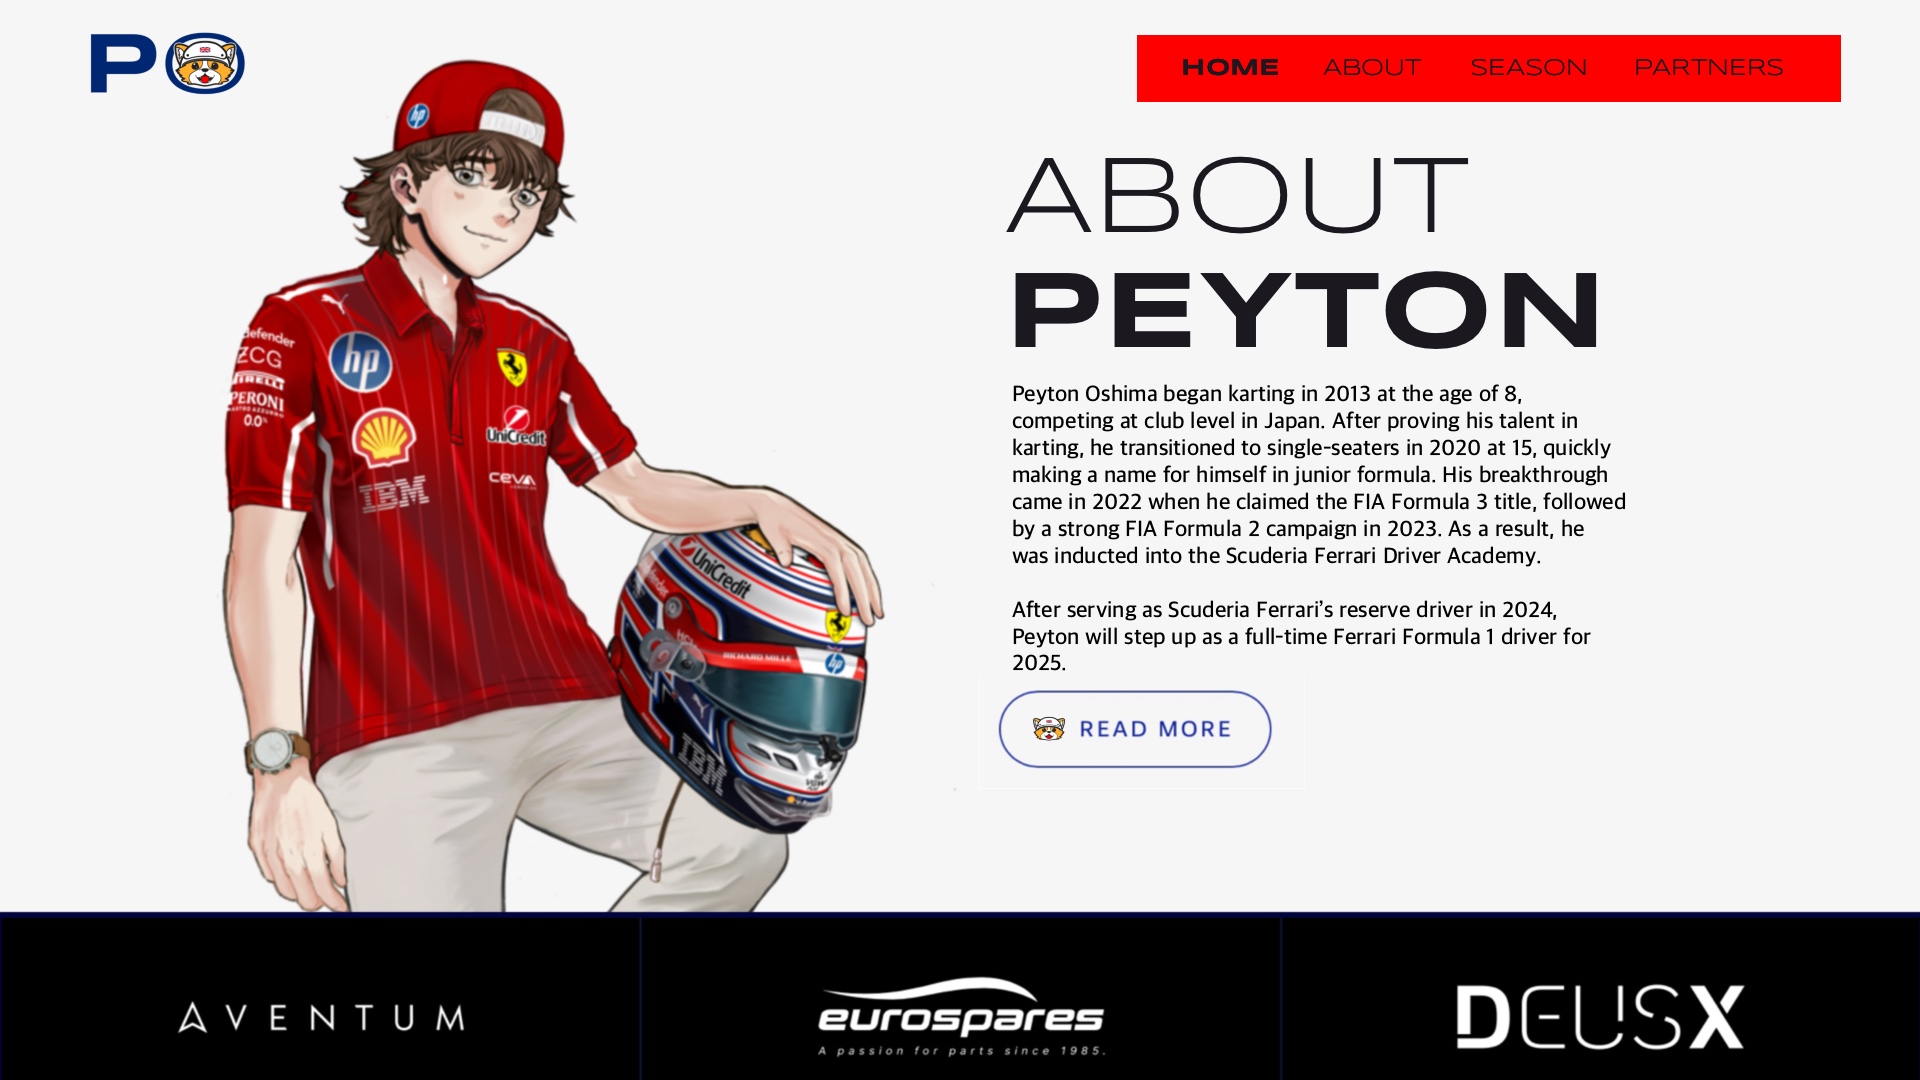 PO
HOME ABOUT SEASON PARTNERS
ABOUT
PEYTON
Peyton Oshima began karting in 2013 at the age of 8,
competing at club level in Japan. After proving his talent in
karting, he transitioned to single-seaters in 2020 at 15, quickly
making a name for himself in junior formula. His breakthrough
came in 2022 when he claimed the FIA Formula 3 title, followed
by a strong FIA Formula 2 campaign in 2023. As a result, he
was inducted into the Scuderia Ferrari Driver Academy.
After serving as Scuderia Ferrari’s reserve driver in 2024,
Peyton will step up as a full-time Ferrari Formula 1 driver for
2025.
READ MORE
hp
defender
ZCG
PIRELLI
PERONI
0.0%
hp
UniCredit
IBM
ceva
UniCredit
RICHARD MILLE
hp
IBM
AVENTUM
eurospares
A passion for parts since 1985.
DEUSX